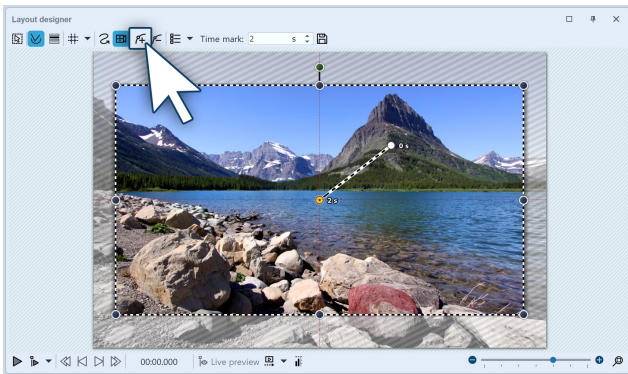 Layout designer
Time mark: 2 s
0 s
2 s
00:00.000 Live preview